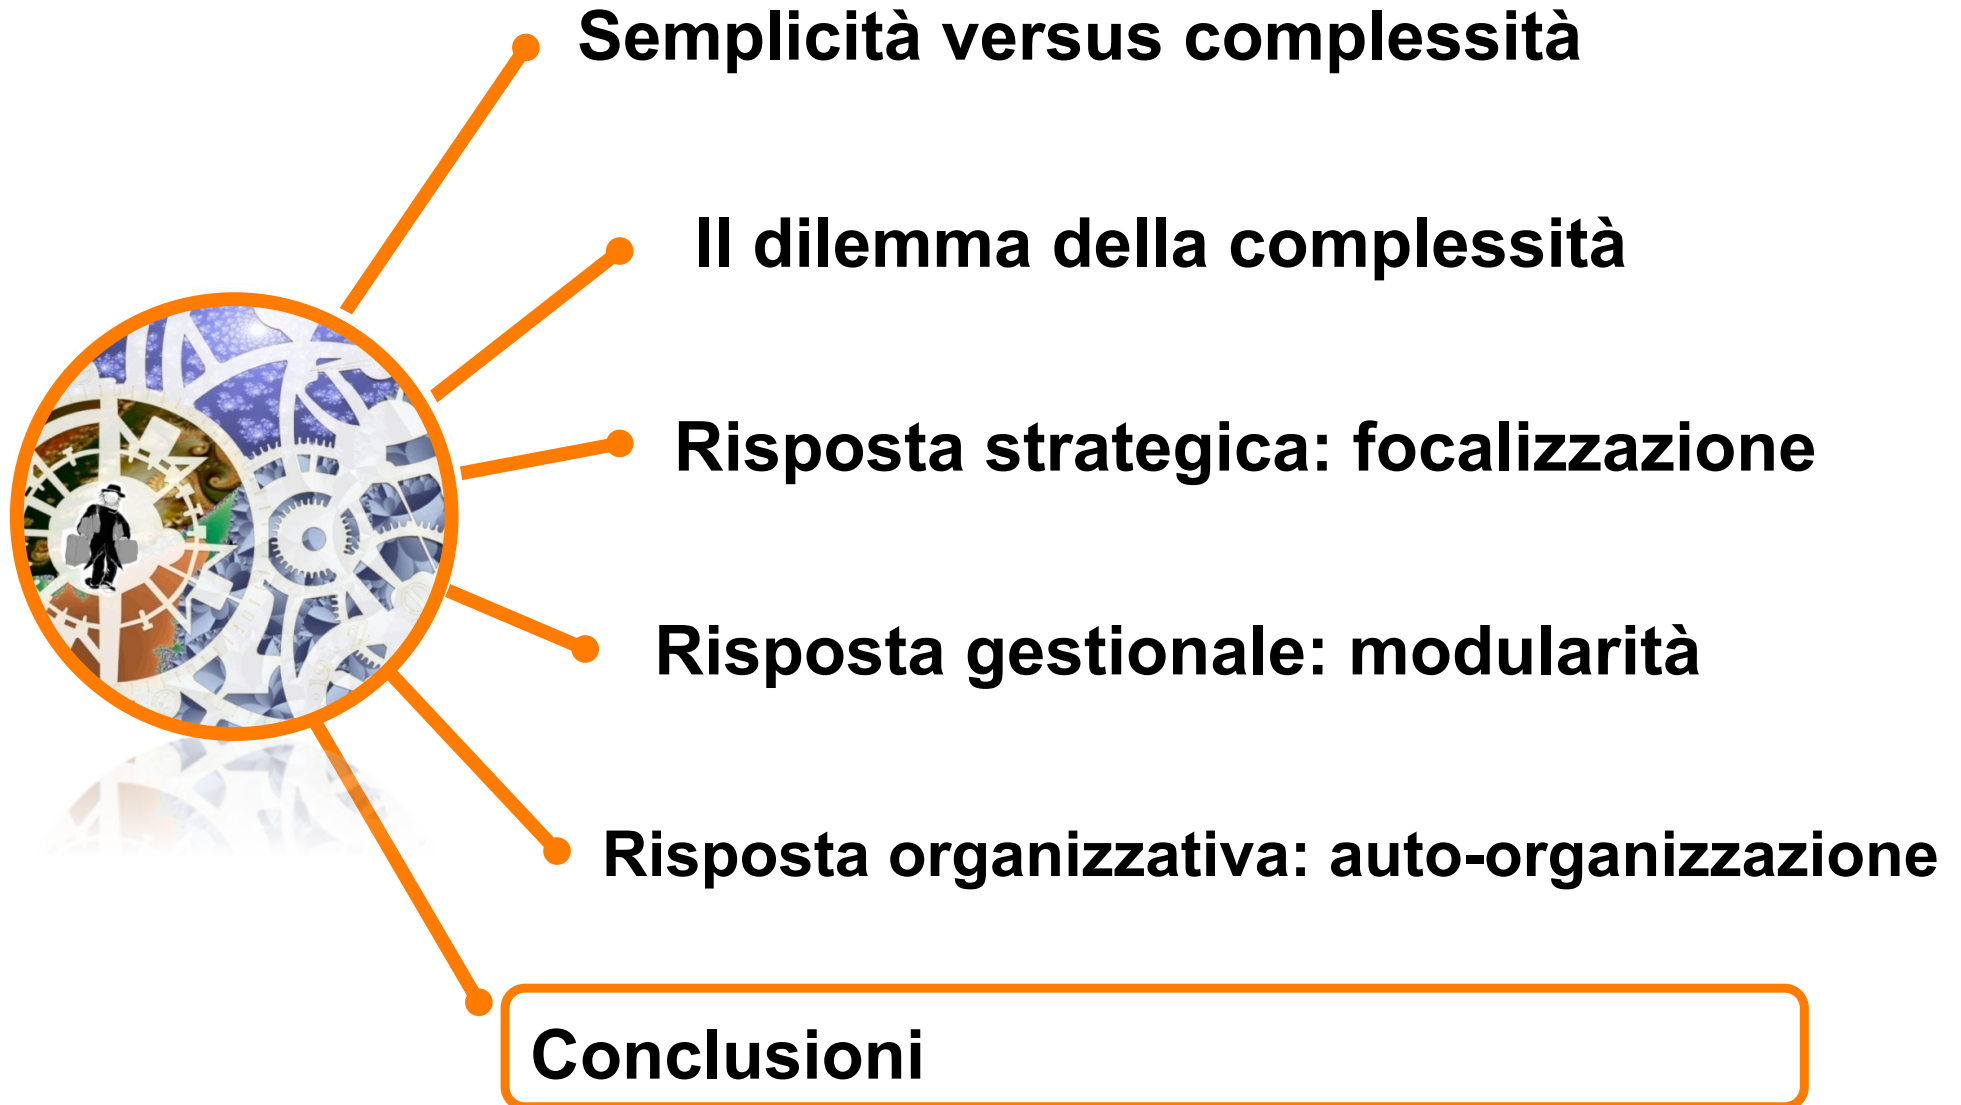 Semplicità versus complessità
Il dilemma della complessità
Risposta strategica: focalizzazione
Risposta gestionale: modularità
Risposta organizzativa: auto-organizzazione
Conclusioni